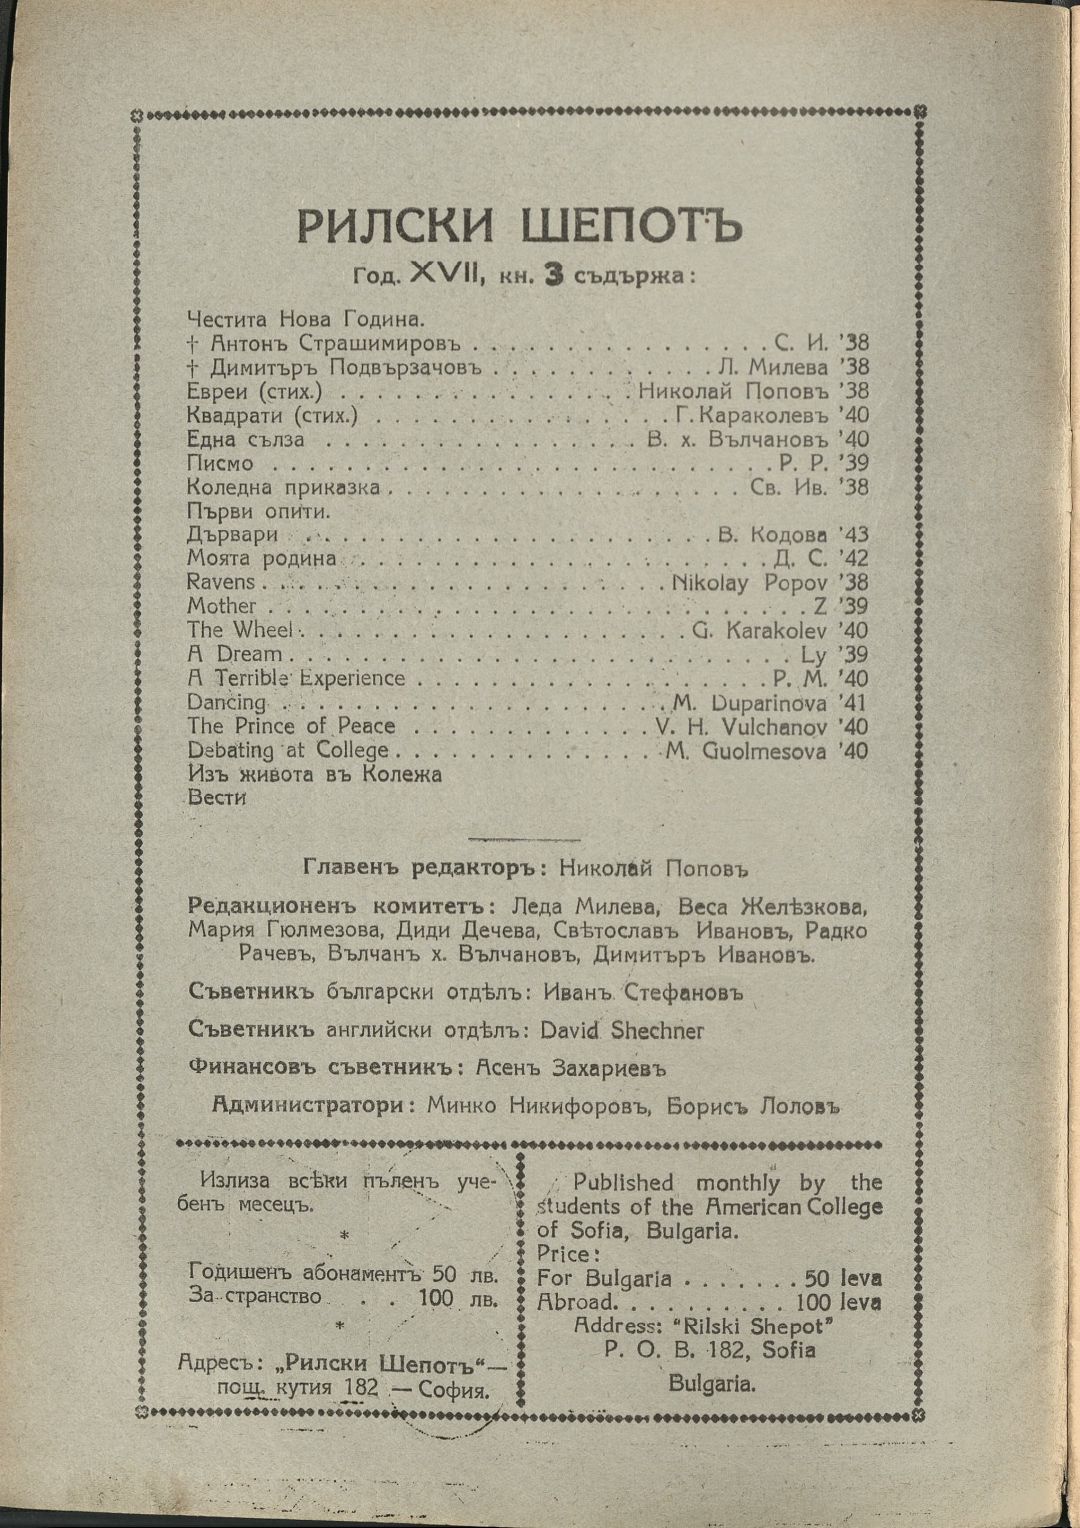 РИЛСКИ ШЕПОТЪ
Год. XVII, кн. 3 съдържа:
Честита Нова Година.
† Антонъ Страшимировъ . . . . . . . . . . . . . . . . С. И. '38
† Димитъръ Подвързачовъ . . . . . . . . . . . . Л. Милева '38
Евреи (стих.) . . . . . . . . . . . . . . . . Николай Поповъ '38
Квадрати (стих.) . . . . . . . . . . . . . . . . Г. Караколевъ '40
Една сълза . . . . . . . . . . . . . . . . . В. х. Вълчановъ '40
Писмо . . . . . . . . . . . . . . . . . . . . . . . . . . Р. Р. '39
Коледна приказка . . . . . . . . . . . . . . . . . . . Св. Ив. '38
Първи опити.
Дървари . . . . . . . . . . . . . . . . . . . . . . В. Кодова '43
Моята родина . . . . . . . . . . . . . . . . . . . . . . Д. С. '42
Ravens . . . . . . . . . . . . . . . . . . . . . . Nikolay Popov '38
Mother . . . . . . . . . . . . . . . . . . . . . . . . . . . . Z '39
The Wheel . . . . . . . . . . . . . . . . . . . . . G. Karakolev '40
A Dream . . . . . . . . . . . . . . . . . . . . . . . . . . Ly '39
A Terrible Experience . . . . . . . . . . . . . . . . . . P. M. '40
Dancing . . . . . . . . . . . . . . . . . . . . M. Duparinova '41
The Prince of Peace . . . . . . . . . . . . . V. H. Vulchanov '40
Debating at College . . . . . . . . . . . . . . M. Guolmesova '40
Изъ живота въ Колежа
Вести
Главенъ редакторъ: Николай Поповъ
Редакционенъ комитетъ: Леда Милева, Веса Желѣзкова,
Мария Гюлмезова, Диди Дечева, Свѣтославъ Ивановъ, Радко
Рачевъ, Вълчанъ х. Вълчановъ, Димитъръ Ивановъ.
Съветникъ български отдѣлъ: Иванъ Стефановъ
Съветникъ английски отдѣлъ: David Shechner
Финансовъ съветникъ: Асенъ Захариевъ
Администратори: Минко Никифоровъ, Борисъ Лоловъ
Излиза всѣки пъленъ уче-
бенъ месецъ.
*
Годишенъ абонаментъ 50 лв.
За странство . . 100 лв.
*
Адресъ: „Рилски Шепотъ“—
пощ. кутия 182 — София.
Published monthly by the
students of the American College
of Sofia, Bulgaria.
Price:
For Bulgaria . . . . . . . 50 leva
Abroad. . . . . . . . . . 100 leva
Address: “Rilski Shepot”
P. O. B. 182, Sofia
Bulgaria.